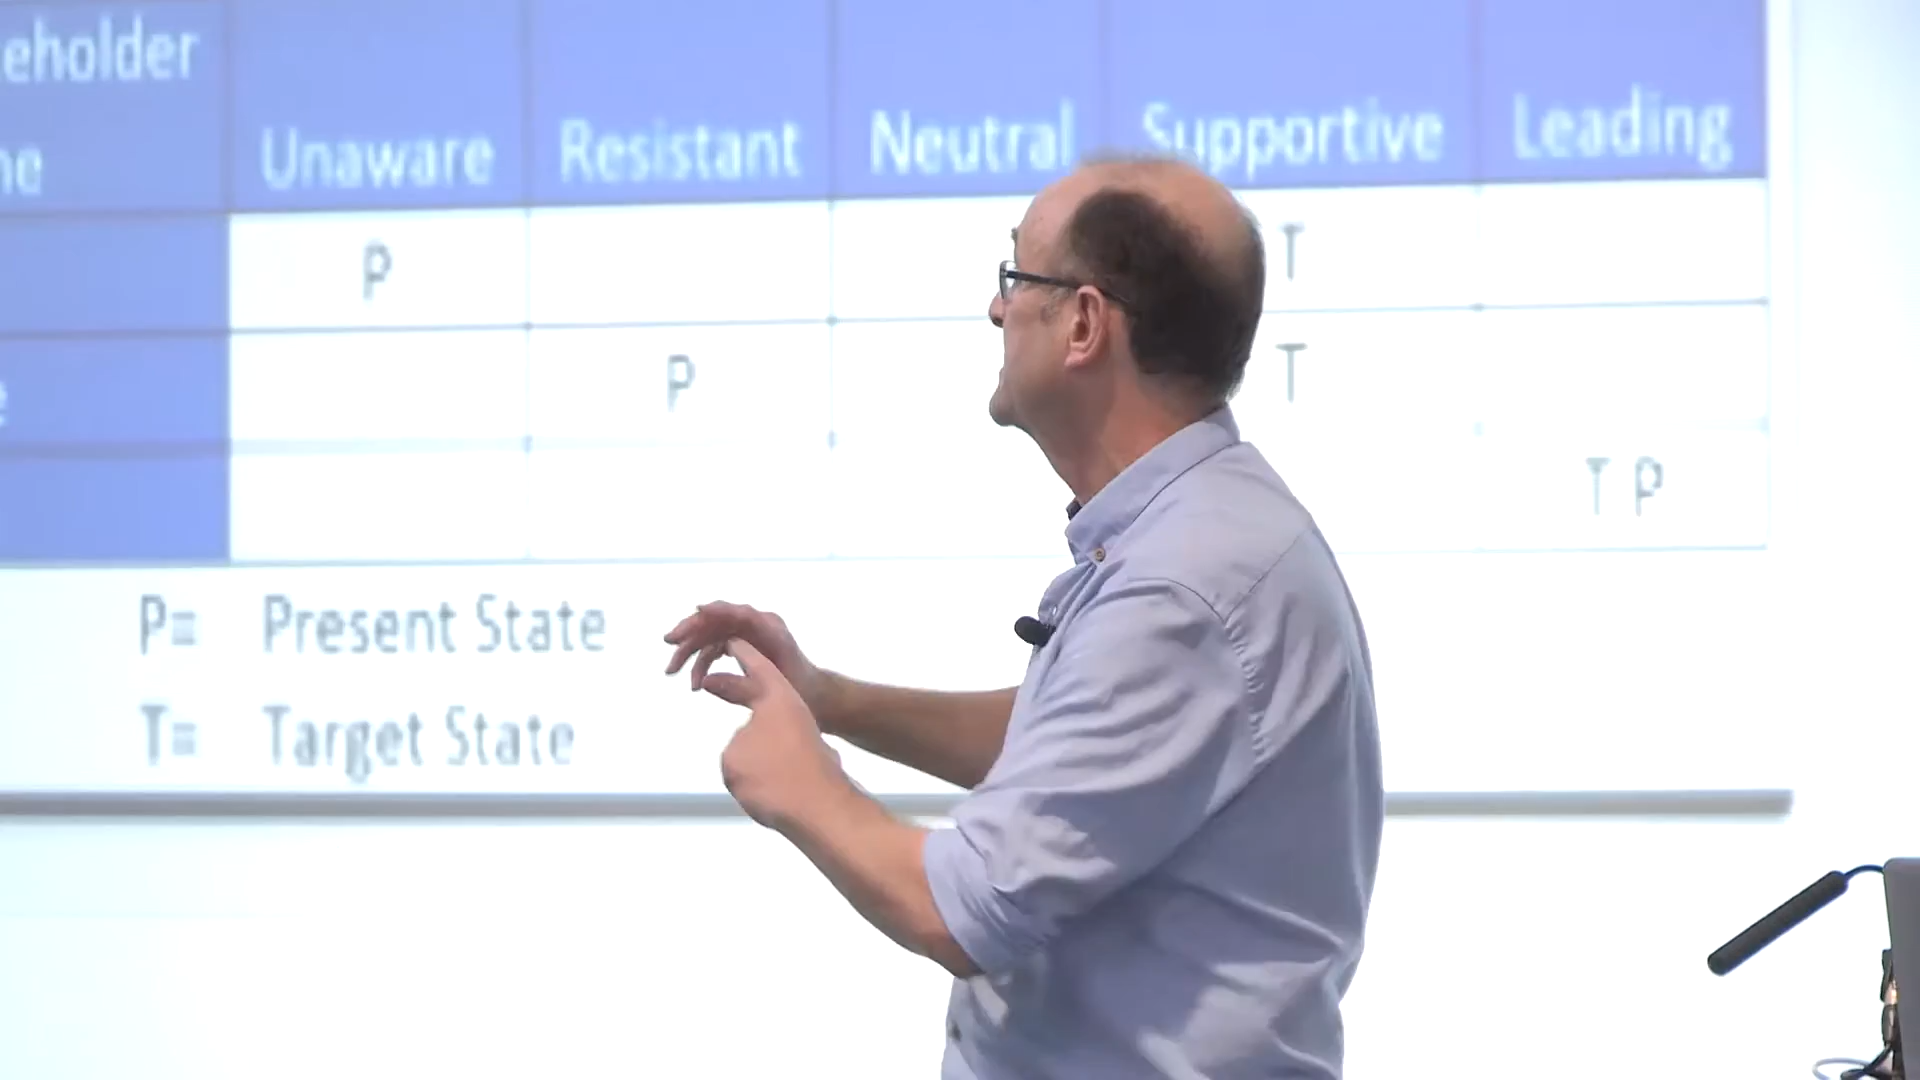 eholder
ne Unaware Resistant Neutral Supportive Leading
P T
e P T
T P
P= Present State
T= Target State